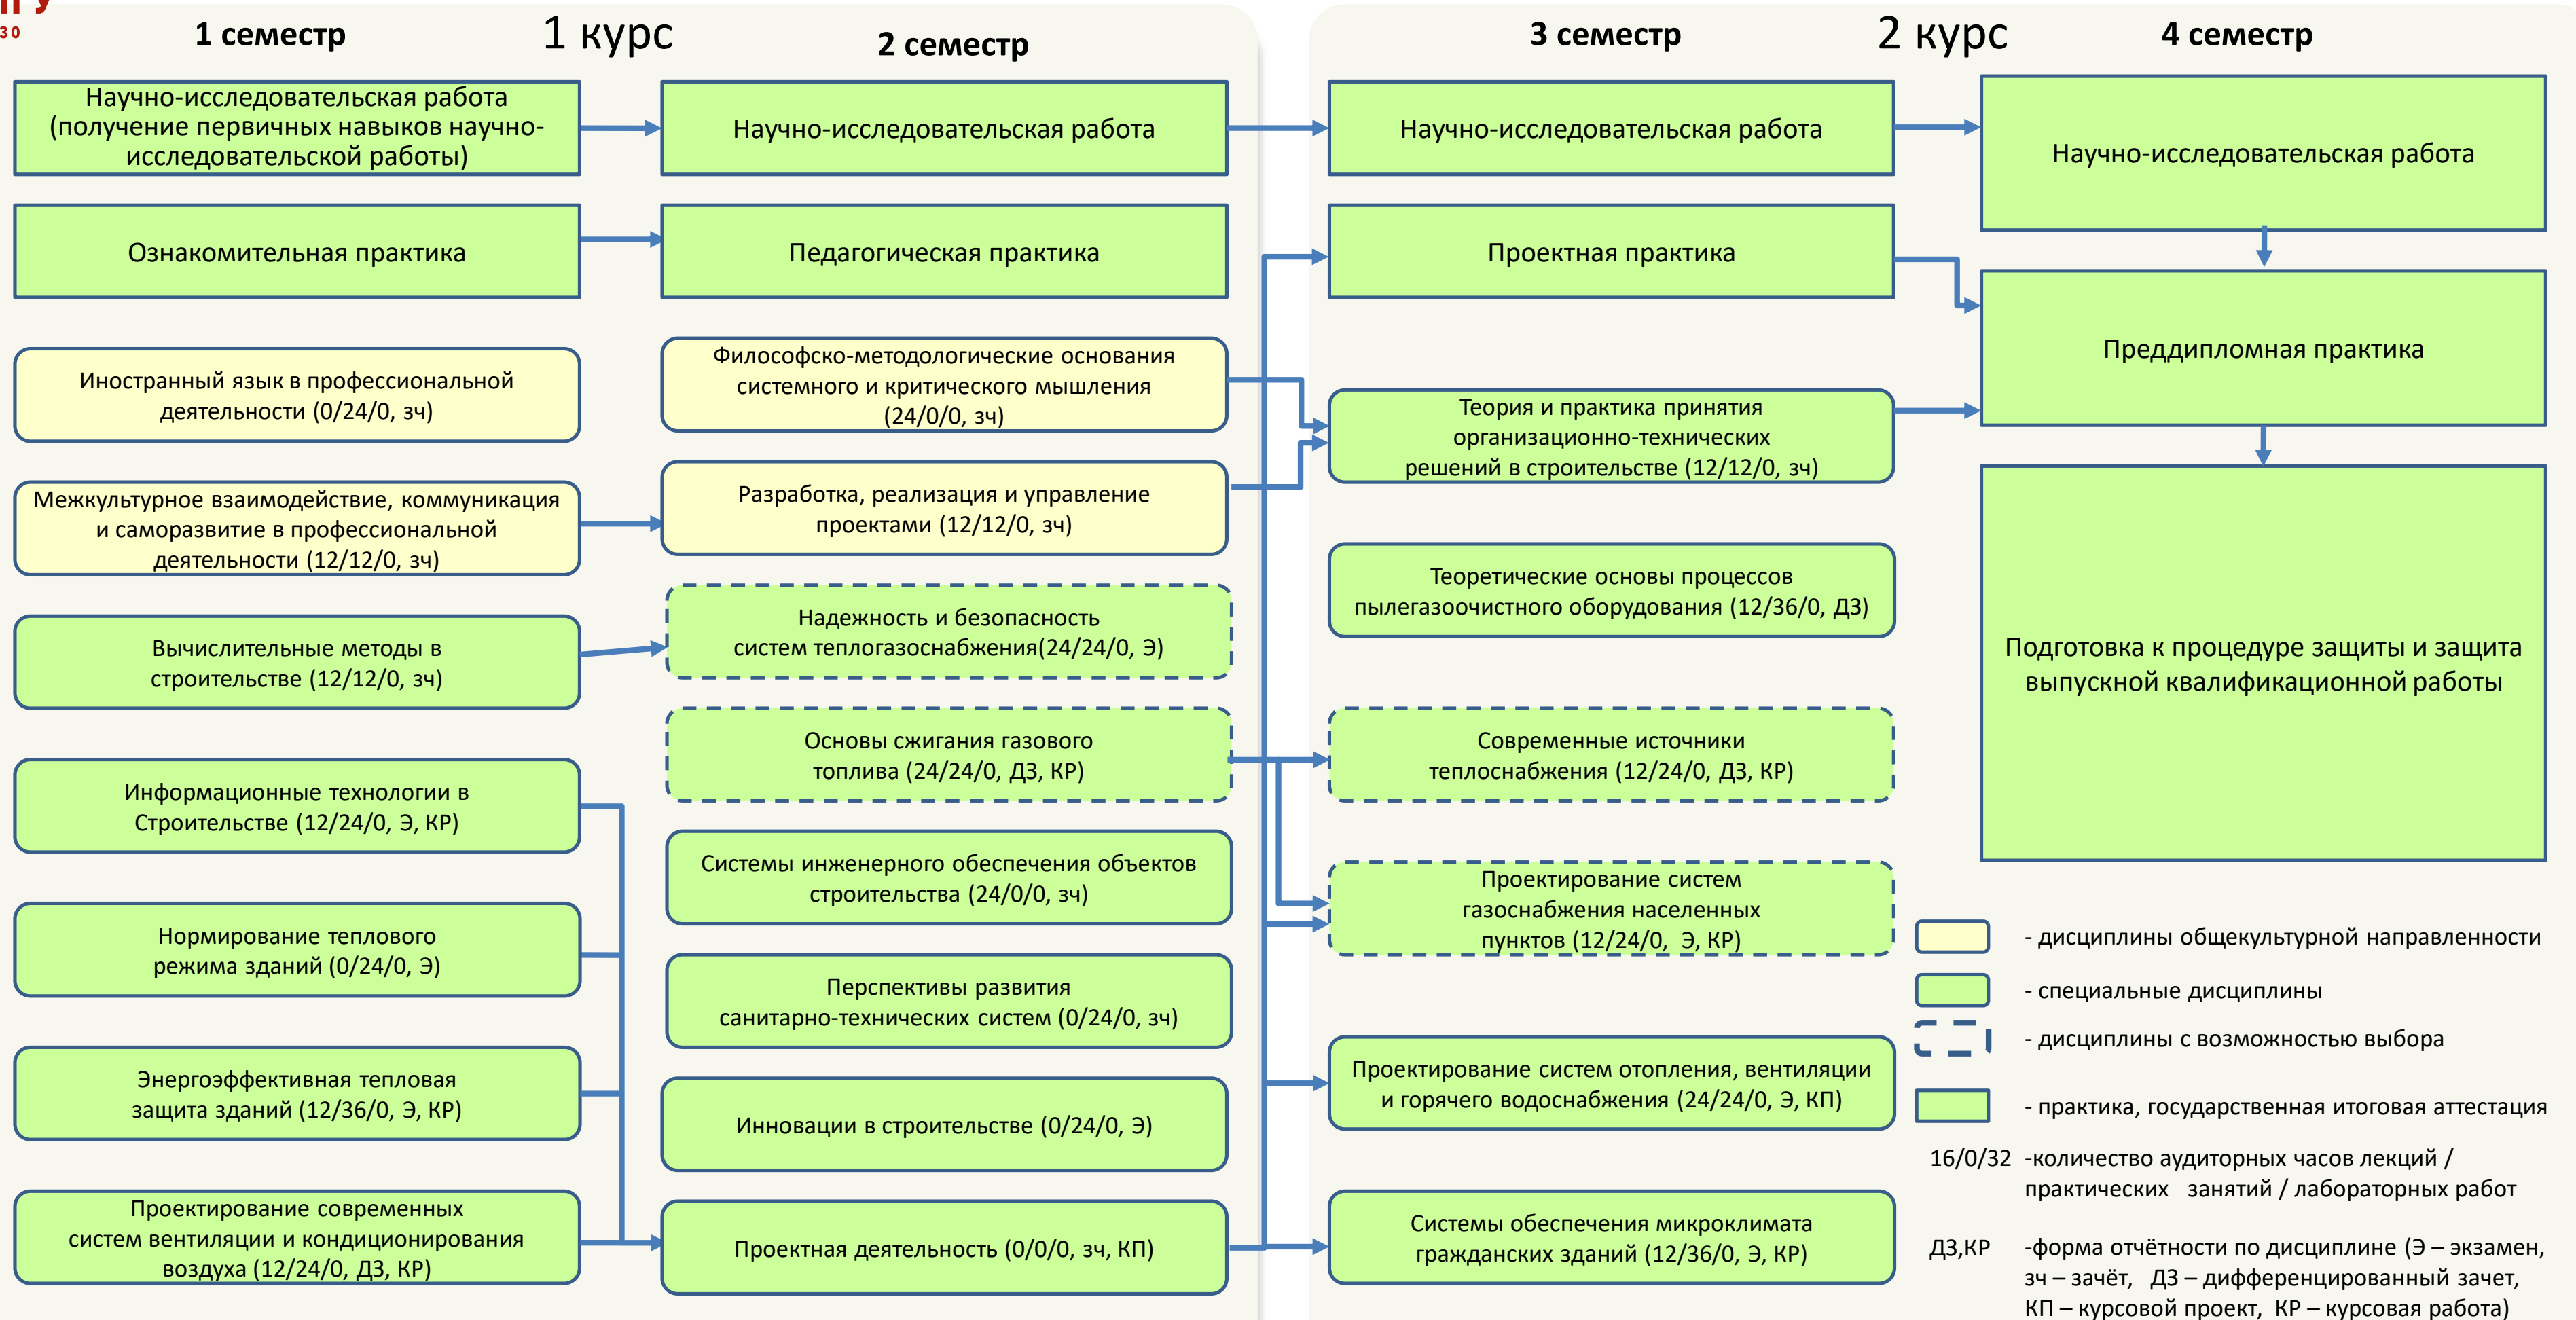 30
1 семестр
1 курс
2 семестр
3 семестр
2 курс
4 семестр
Научно-исследовательская работа
(получение первичных навыков научно-
исследовательской работы)
Ознакомительная практика
Иностранный язык в профессиональной
деятельности (0/24/0, зч)
Межкультурное взаимодействие, коммуникация
и саморазвитие в профессиональной
деятельности (12/12/0, зч)
Вычислительные методы в
строительстве (12/12/0, зч)
Информационные технологии в
Строительстве (12/24/0, Э, КР)
Нормирование теплового
режима зданий (0/24/0, Э)
Энергоэффективная тепловая
защита зданий (12/36/0, Э, КР)
Проектирование современных
систем вентиляции и кондиционирования
воздуха (12/24/0, ДЗ, КР)
Научно-исследовательская работа
Педагогическая практика
Философско-методологические основания
системного и критического мышления
(24/0/0, зч)
Разработка, реализация и управление
проектами (12/12/0, зч)
Надежность и безопасность
систем теплогазоснабжения(24/24/0, Э)
Основы сжигания газового
топлива (24/24/0, ДЗ, КР)
Системы инженерного обеспечения объектов
строительства (24/0/0, зч)
Перспективы развития
санитарно-технических систем (0/24/0, зч)
Инновации в строительстве (0/24/0, Э)
Проектная деятельность (0/0/0, зч, КП)
Научно-исследовательская работа
Проектная практика
Теория и практика принятия
организационно-технических
решений в строительстве (12/12/0, зч)
Теоретические основы процессов
пылегазоочистного оборудования (12/36/0, ДЗ)
Современные источники
теплоснабжения (12/24/0, ДЗ, КР)
Проектирование систем
газоснабжения населенных
пунктов (12/24/0, Э, КР)
Проектирование систем отопления, вентиляции
и горячего водоснабжения (24/24/0, Э, КП)
Системы обеспечения микроклимата
гражданских зданий (12/36/0, Э, КР)
Научно-исследовательская работа
Преддипломная практика
Подготовка к процедуре защиты и защита
выпускной квалификационной работы
- дисциплины общекультурной направленности
- специальные дисциплины
- дисциплины с возможностью выбора
- практика, государственная итоговая аттестация
16/0/32 -количество аудиторных часов лекций /
практических занятий / лабораторных работ
ДЗ,КР -форма отчётности по дисциплине (Э – экзамен,
зч – зачёт, ДЗ – дифференцированный зачет,
КП – курсовой проект, КР – курсовая работа)